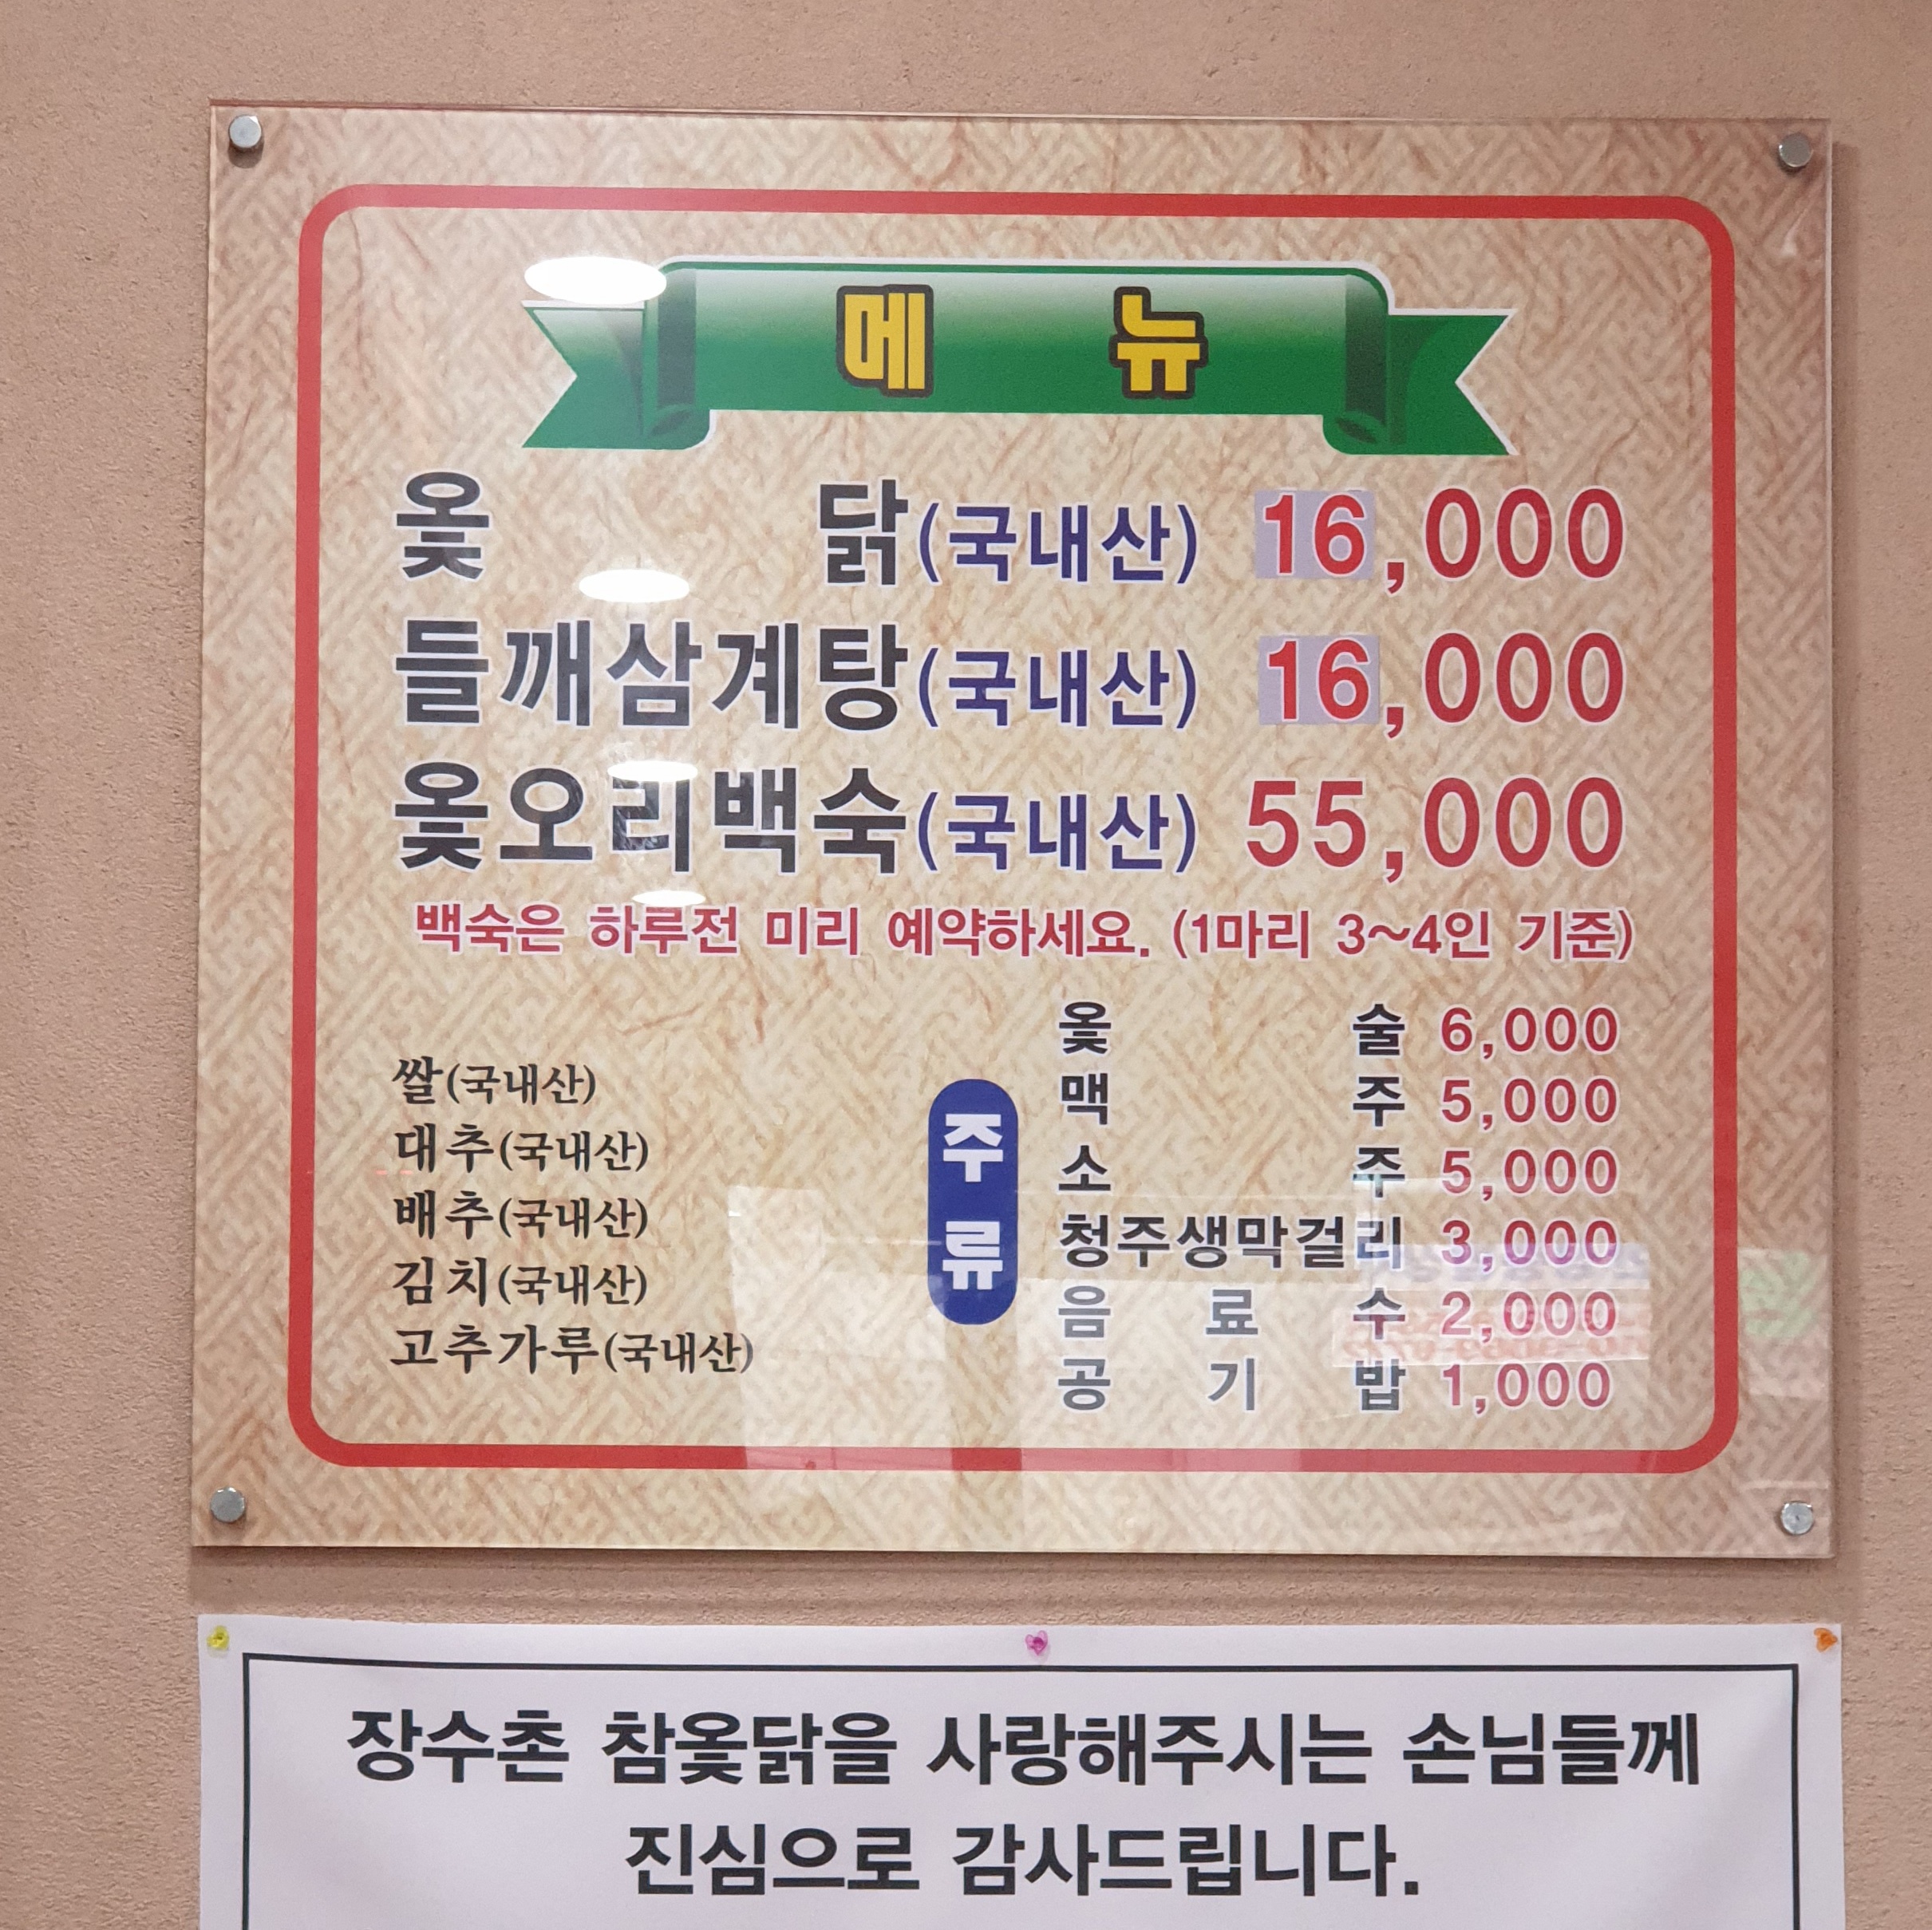 메 뉴
옻 닭(국내산) 16,000
들깨삼계탕(국내산) 16,000
옻오리백숙(국내산) 55,000
백숙은 하루전 미리 예약하세요. (1마리 3~4인 기준)
쌀(국내산)
대추(국내산)
배추(국내산)
김치(국내산)
고추가루(국내산)
주류
옻 술 6,000
맥 주 5,000
소 주 5,000
청주생막걸리 3,000
음 료 수 2,000
공 기 밥 1,000
장수촌 참옻닭을 사랑해주시는 손님들께
진심으로 감사드립니다.